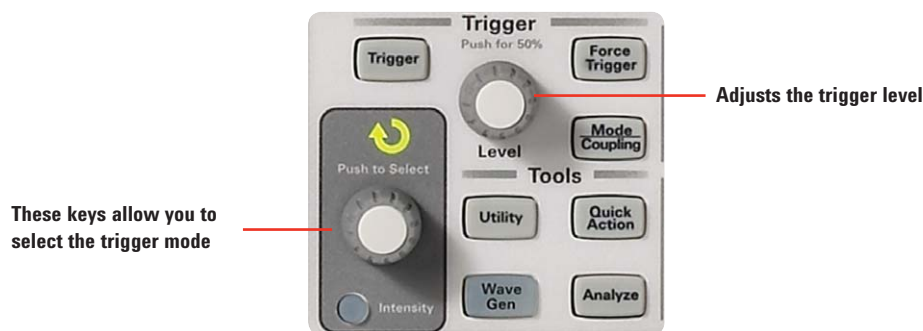 Trigger
Push for 50%
Trigger
Force
Trigger
Adjusts the trigger level
Level
Mode
Coupling
Push to Select
Tools
These keys allow you to
select the trigger mode
Utility
Quick
Action
Wave
Gen
Analyze
Intensity